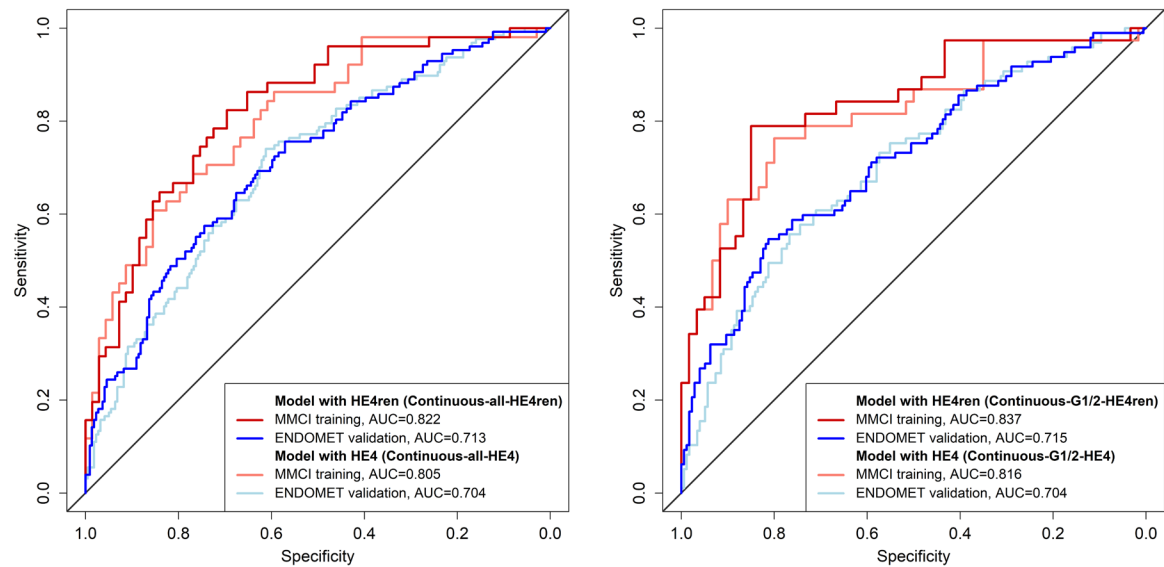 1.0
0.8
0.6
0.4
0.2
0.0
Sensitivity
1.0 0.8 0.6 0.4 0.2 0.0
Specificity
Model with HE4ren (Continuous-all-HE4ren)
MMCI training, AUC=0.822
ENDOMET validation, AUC=0.713
Model with HE4 (Continuous-all-HE4)
MMCI training, AUC=0.805
ENDOMET validation, AUC=0.704
1.0
0.8
0.6
0.4
0.2
0.0
Sensitivity
1.0 0.8 0.6 0.4 0.2 0.0
Specificity
Model with HE4ren (Continuous-G1/2-HE4ren)
MMCI training, AUC=0.837
ENDOMET validation, AUC=0.715
Model with HE4 (Continuous-G1/2-HE4)
MMCI training, AUC=0.816
ENDOMET validation, AUC=0.704